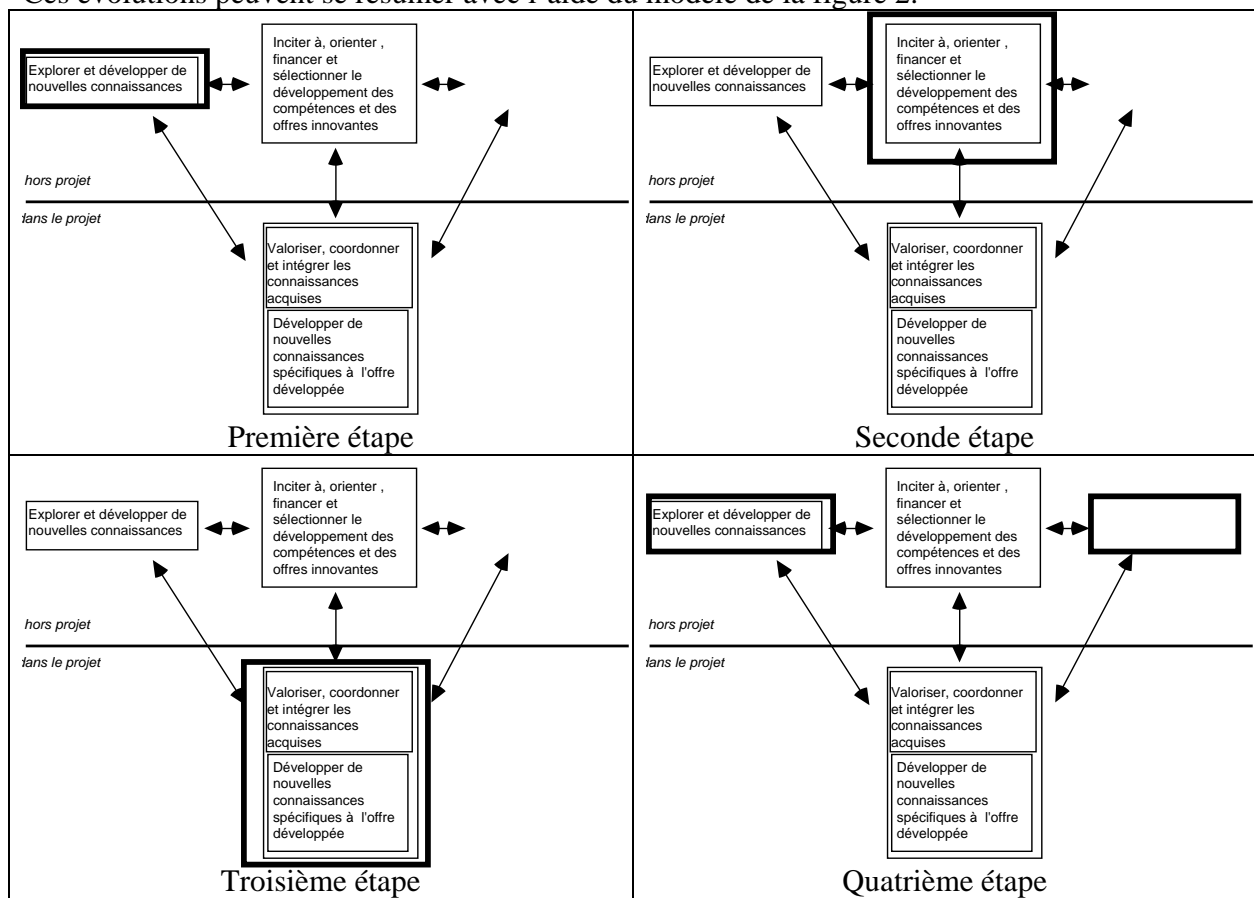 Ces évolutions peuvent se résumer avec l'aide du modèle de la figure 2.
Explorer et développer de
nouvelles connaissances
Inciter à, orienter ,
financer et
sélectionner le
développement des
compétences et des
offres innovantes
hors projet
dans le projet
Valoriser, coordonner
et intégrer les
connaissances
acquises
Développer de
nouvelles
connaissances
spécifiques à l'offre
développée
Première étape
Explorer et développer de
nouvelles connaissances
Inciter à, orienter ,
financer et
sélectionner le
développement des
compétences et des
offres innovantes
hors projet
dans le projet
Valoriser, coordonner
et intégrer les
connaissances
acquises
Développer de
nouvelles
connaissances
spécifiques à l'offre
développée
Seconde étape
Explorer et développer de
nouvelles connaissances
Inciter à, orienter ,
financer et
sélectionner le
développement des
compétences et des
offres innovantes
hors projet
dans le projet
Valoriser, coordonner
et intégrer les
connaissances
acquises
Développer de
nouvelles
connaissances
spécifiques à l'offre
développée
Troisième étape
Explorer et développer de
nouvelles connaissances
Inciter à, orienter ,
financer et
sélectionner le
développement des
compétences et des
offres innovantes
hors projet
dans le projet
Valoriser, coordonner
et intégrer les
connaissances
acquises
Développer de
nouvelles
connaissances
spécifiques à l'offre
développée
Quatrième étape